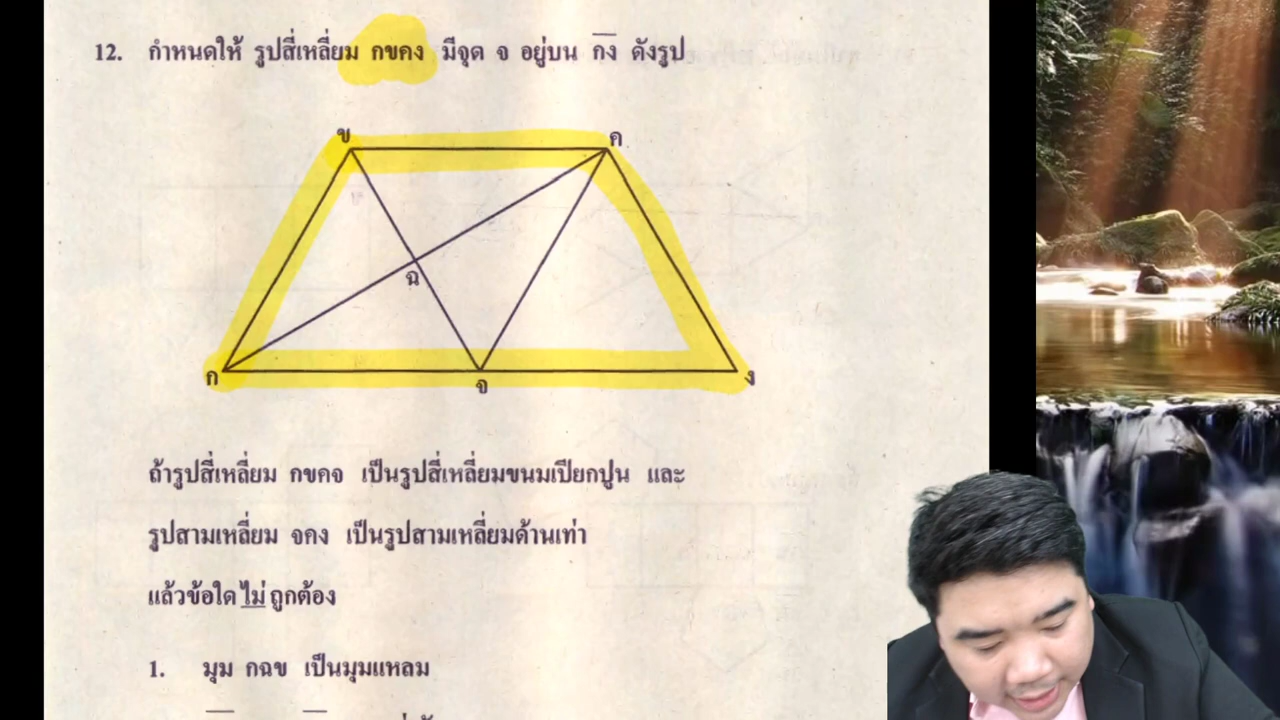 12. กำหนดให้ รูปสี่เหลี่ยม กขคง มีจุด จ อยู่บน กง ดังรูป
ข
ค
ฉ
ก
จ
ง
ถ้ารูปสี่เหลี่ยม กขคจ เป็นรูปสี่เหลี่ยมขนมเปียกปูน และ
รูปสามเหลี่ยม จคง เป็นรูปสามเหลี่ยมด้านเท่า
แล้วข้อใดไม่ถูกต้อง
1. มุม กฉข เป็นมุมแหลม